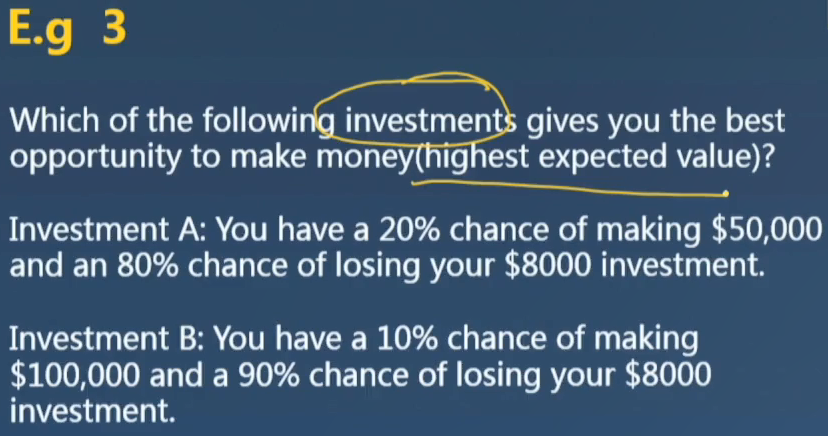 E.g 3
Which of the following investments gives you the best
opportunity to make money(highest expected value)?
Investment A: You have a 20% chance of making $50,000
and an 80% chance of losing your $8000 investment.
Investment B: You have a 10% chance of making
$100,000 and a 90% chance of losing your $8000
investment.